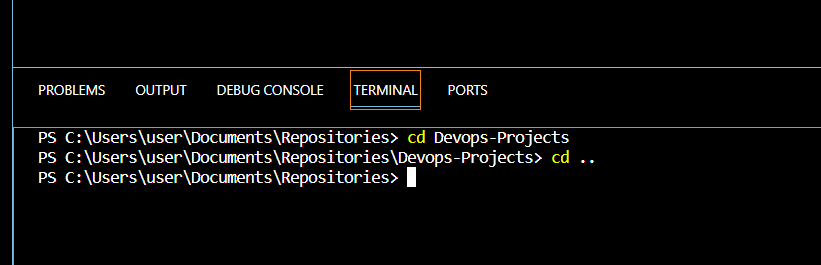 PROBLEMS OUTPUT DEBUG CONSOLE TERMINAL PORTS
PS C:\Users\user\Documents\Repositories> cd Devops-Projects
PS C:\Users\user\Documents\Repositories\Devops-Projects> cd ..
PS C:\Users\user\Documents\Repositories>